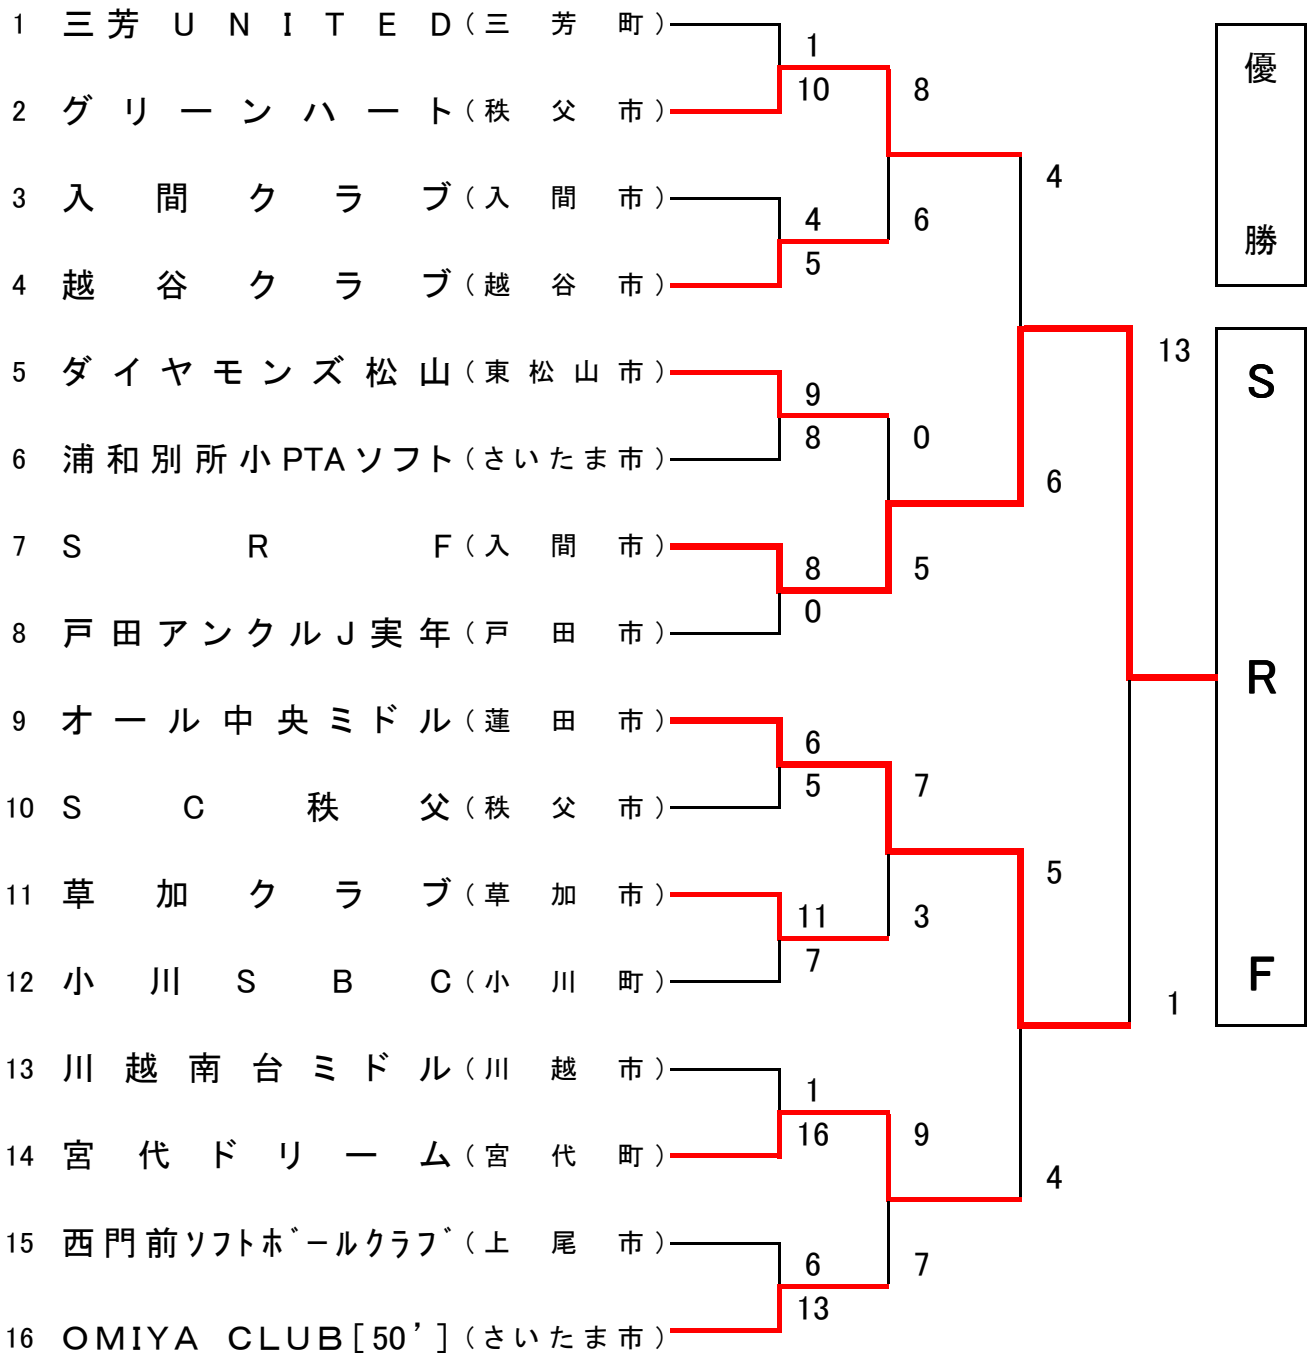 1 三芳UNITED(三芳町)
1
10
2 グリーンハート(秩父市)
8
3 入間クラブ(入間市)
4
5
6
4 越谷クラブ(越谷市)
4
5 ダイヤモンズ松山(東松山市)
9
8
0
6 浦和別所小PTAソフト(さいたま市)
6
7 SRF(入間市)
8
0
5
8 戸田アンクルJ実年(戸田市)
13
9 オール中央ミドル(蓮田市)
6
5
7
10 SC秩父(秩父市)
5
11 草加クラブ(草加市)
11
7
3
12 小川SBC(小川町)
1
13 川越南台ミドル(川越市)
1
16
9
14 宮代ドリーム(宮代町)
4
15 西門前ソフトボールクラブ(上尾市)
6
13
7
16 OMIYA CLUB[50’](さいたま市)
優勝
SRF